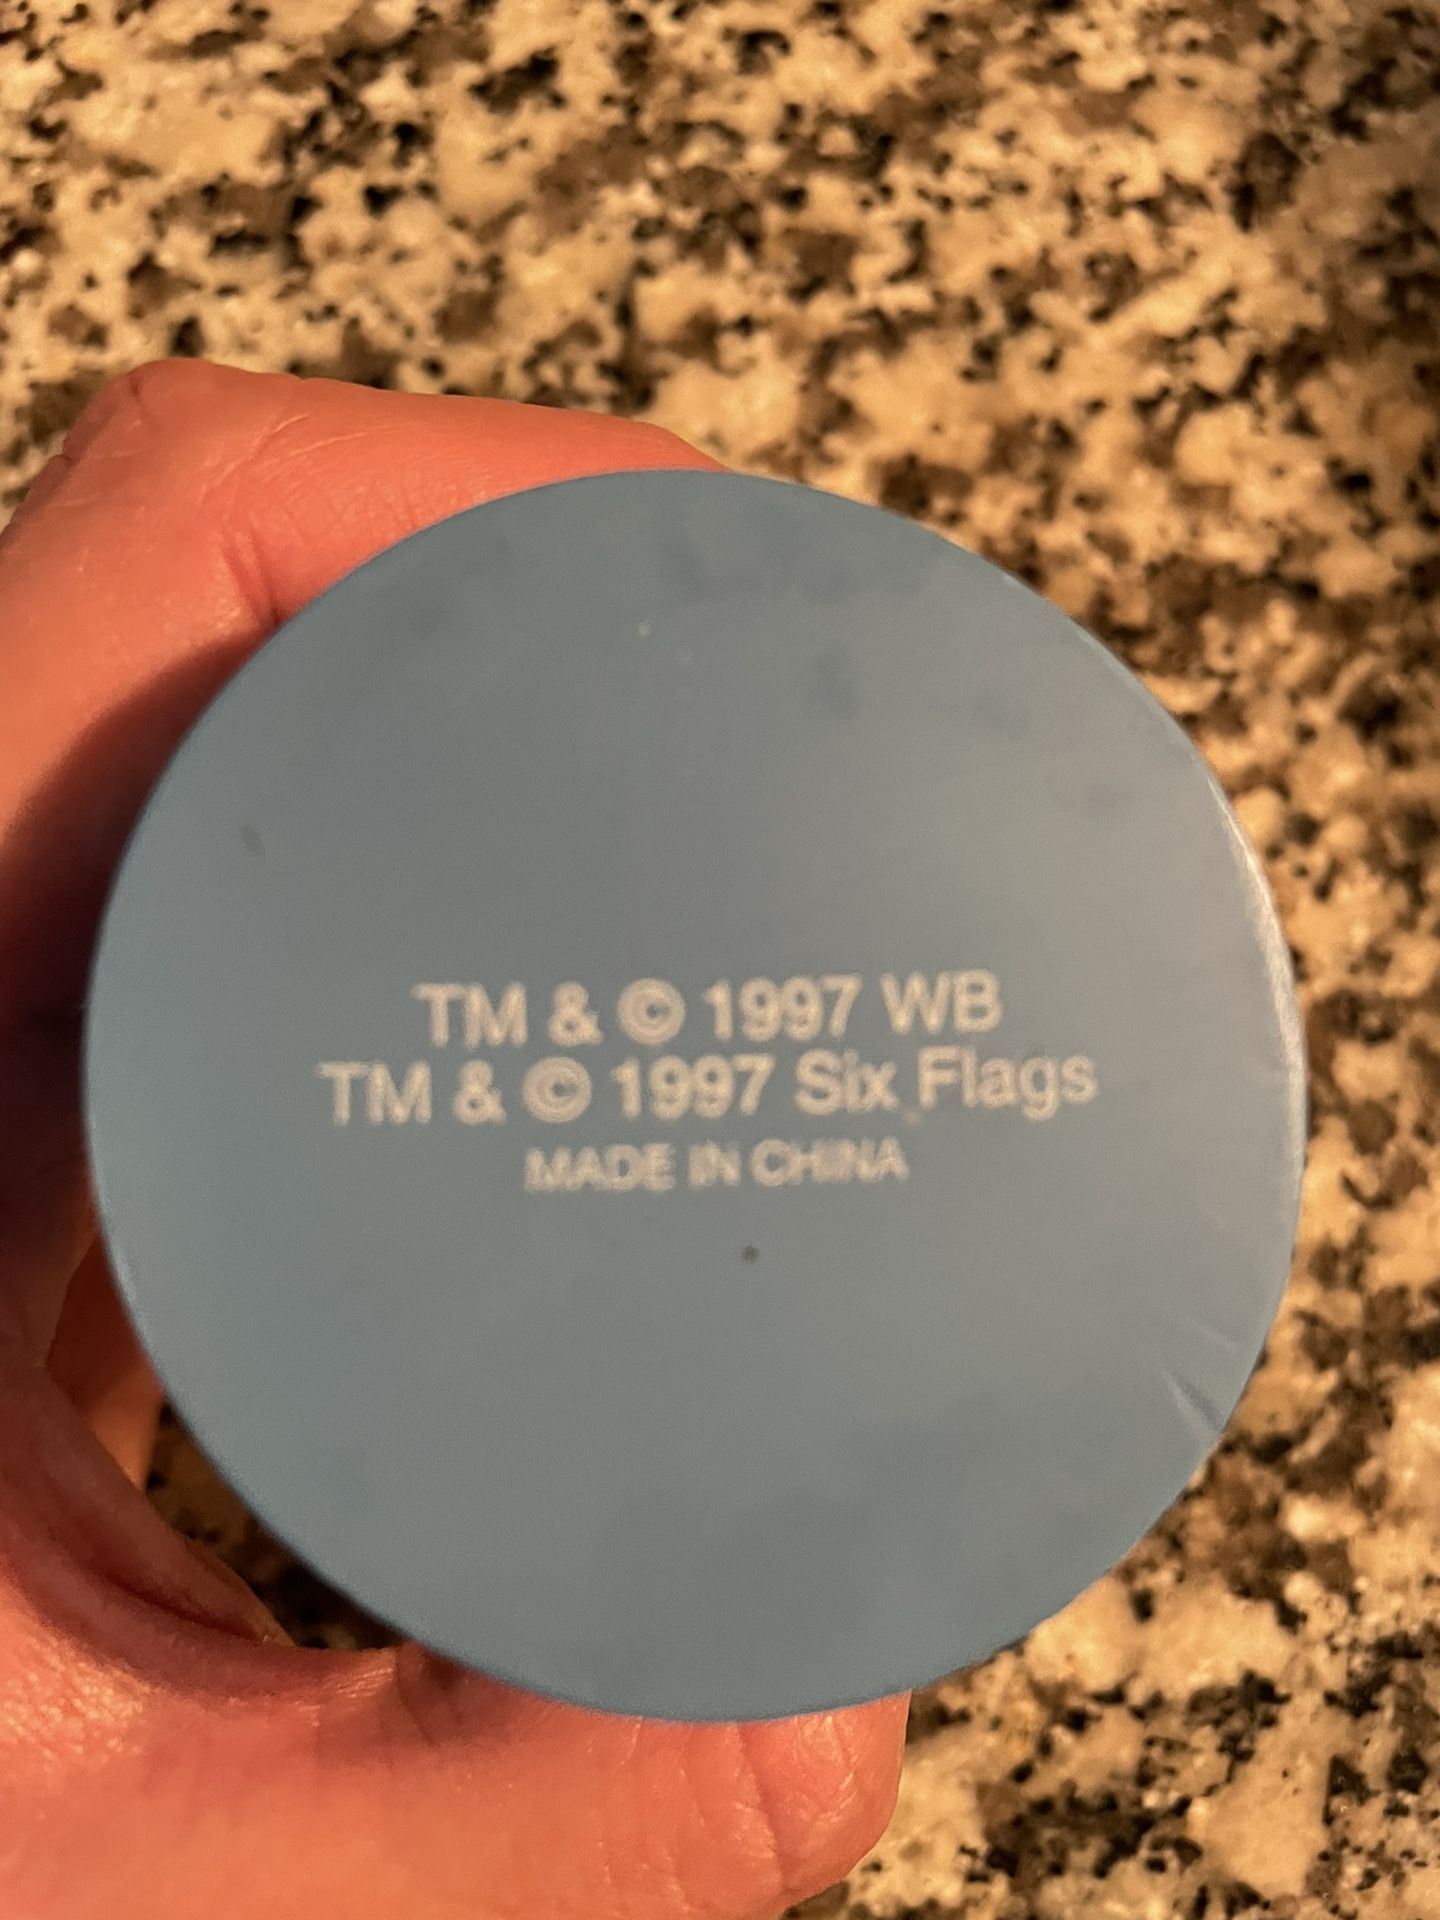 TM & © 1997 WB
TM & © 1997 Six Flags
MADE IN CHINA